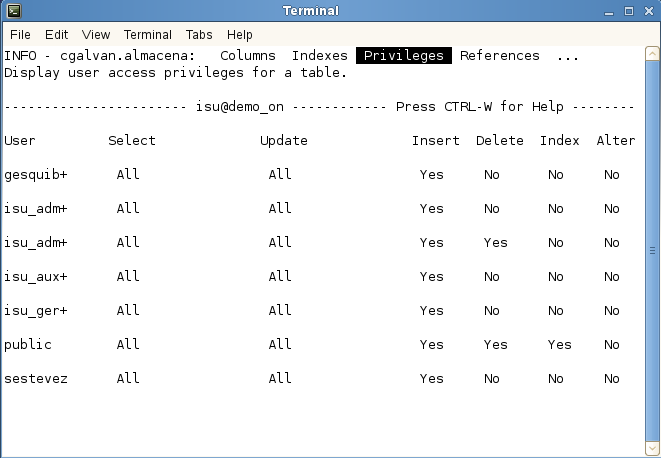 Terminal
File Edit View Terminal Tabs Help
INFO - cgalvan.almacena: Columns Indexes Privileges References ...
Display user access privileges for a table.
----------------------- isu@demo_on ------------ Press CTRL-W for Help --------
User Select Update Insert Delete Index Alter
gesquib+ All All Yes No No No
isu_adm+ All All Yes No No No
isu_adm+ All All Yes Yes No No
isu_aux+ All All Yes No No No
isu_ger+ All All Yes No No No
public All All Yes Yes Yes No
sestevez All All Yes No No No